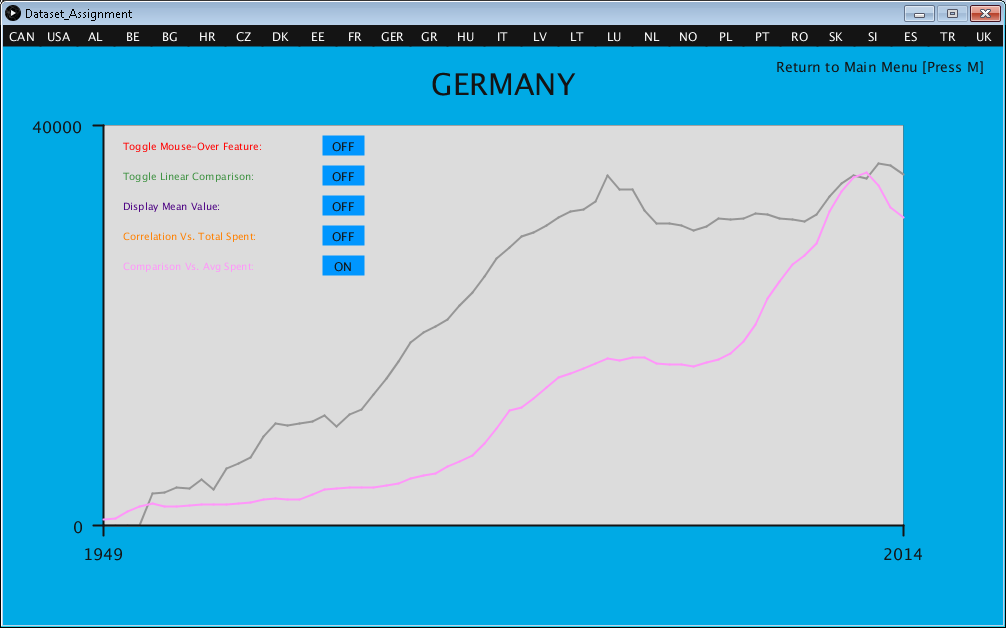 Dataset_Assignment
CAN USA AL BE BG HR CZ DK EE FR GER GR HU IT LV LT LU NL NO PL PT RO SK SI ES TR UK
Return to Main Menu [Press M]
GERMANY
40000
Toggle Mouse-Over Feature: OFF
Toggle Linear Comparison: OFF
Display Mean Value: OFF
Correlation Vs. Total Spent: OFF
Comparison Vs. Avg Spent: ON
0
1949 2014